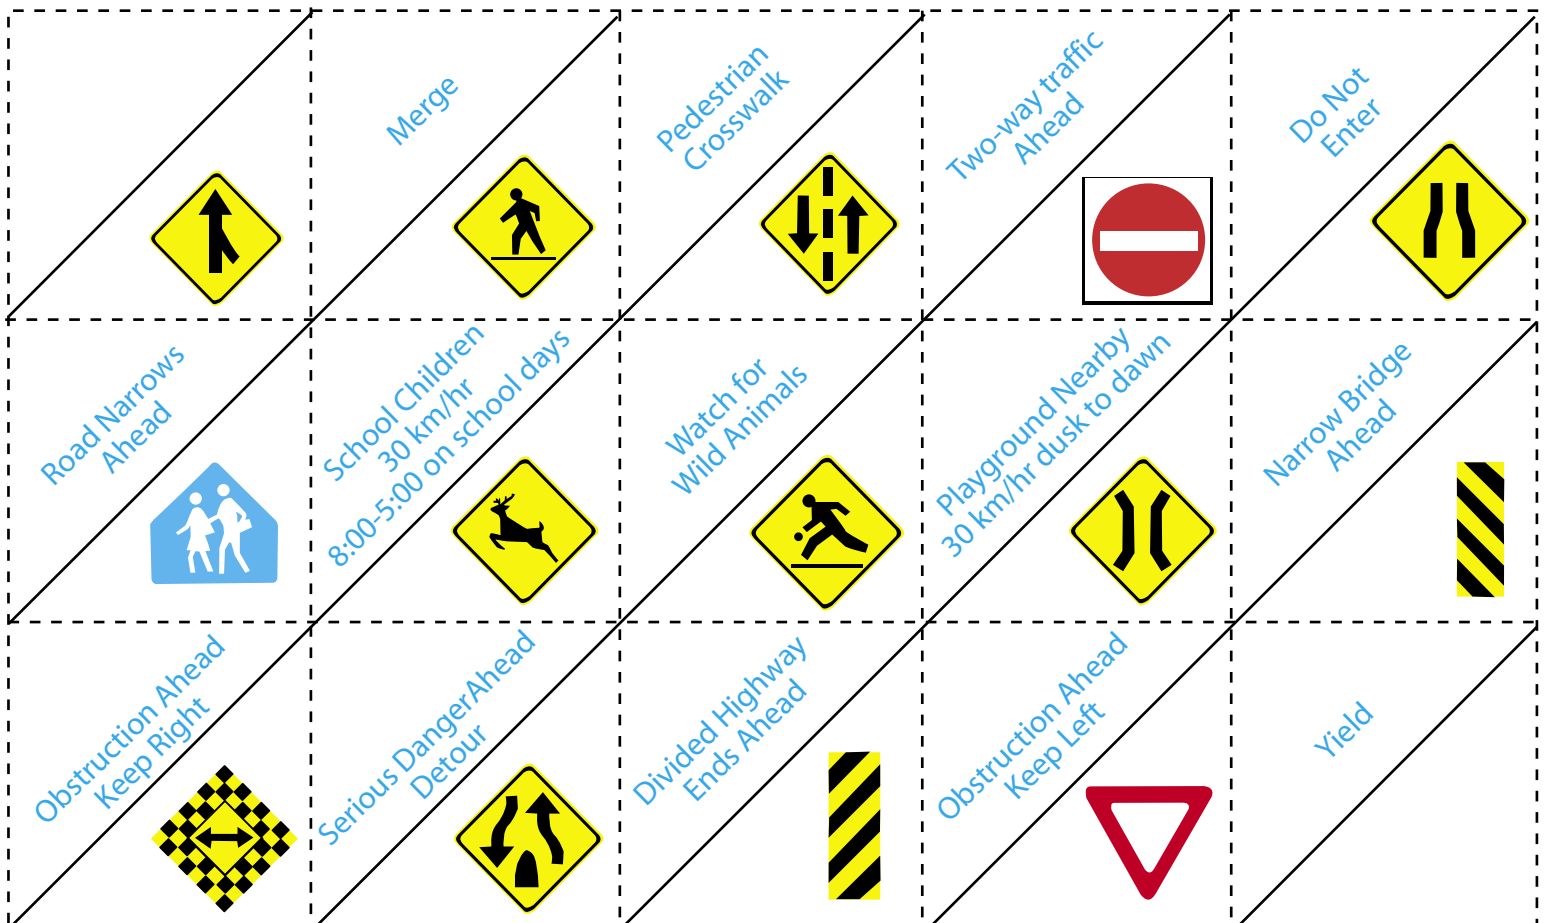 Merge
Pedestrian
Crosswalk
Two-way traffic
Ahead
Do Not
Enter
Road Narrows
Ahead
School Children
30 km/hr
8:00-5:00 on school days
Watch for
Wild Animals
Playground Nearby
30 km/hr dusk to dawn
Narrow Bridge
Ahead
Obstruction Ahead
Keep Right
Serious DangerAhead
Detour
Divided Highway
Ends Ahead
Obstruction Ahead
Keep Left
Yield